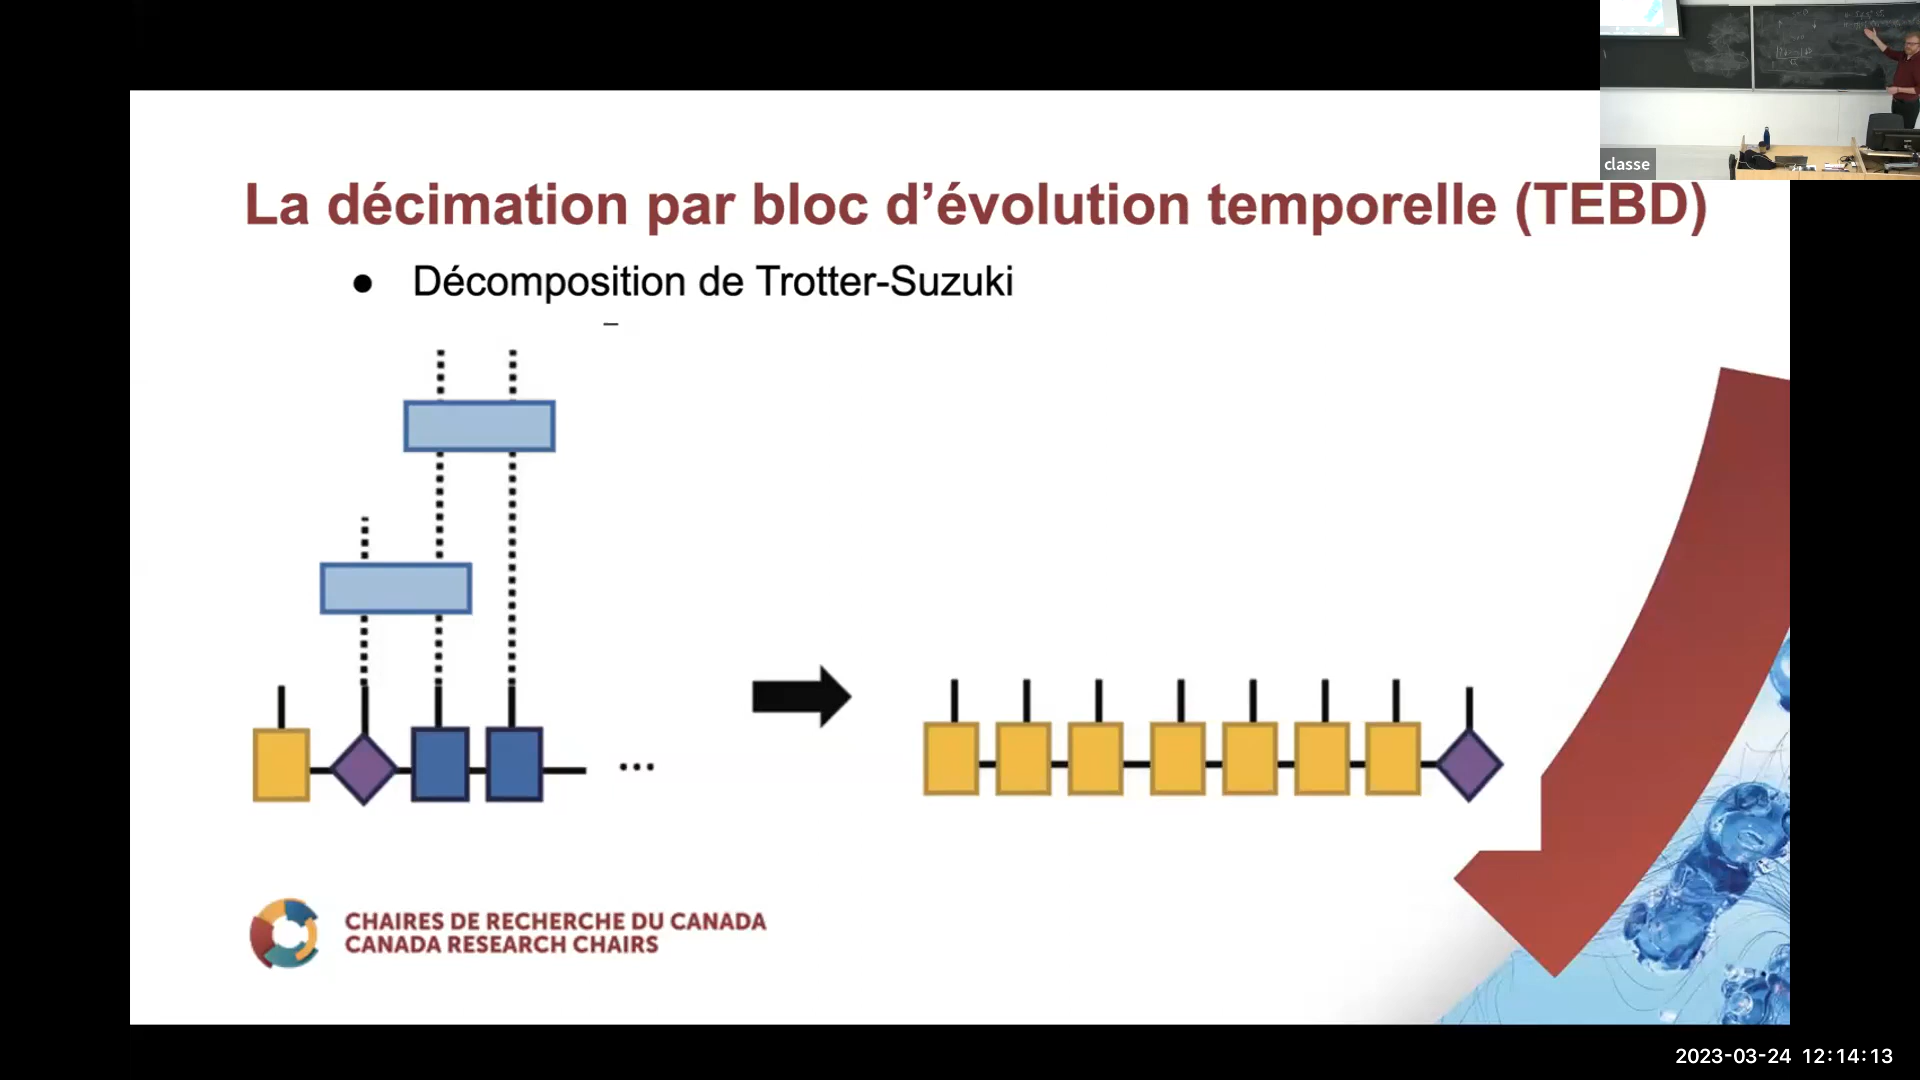 classe
La décimation par bloc d’évolution temporelle (TEBD)
● Décomposition de Trotter-Suzuki
...
CHAIRES DE RECHERCHE DU CANADA
CANADA RESEARCH CHAIRS
2023-03-24 12:14:13